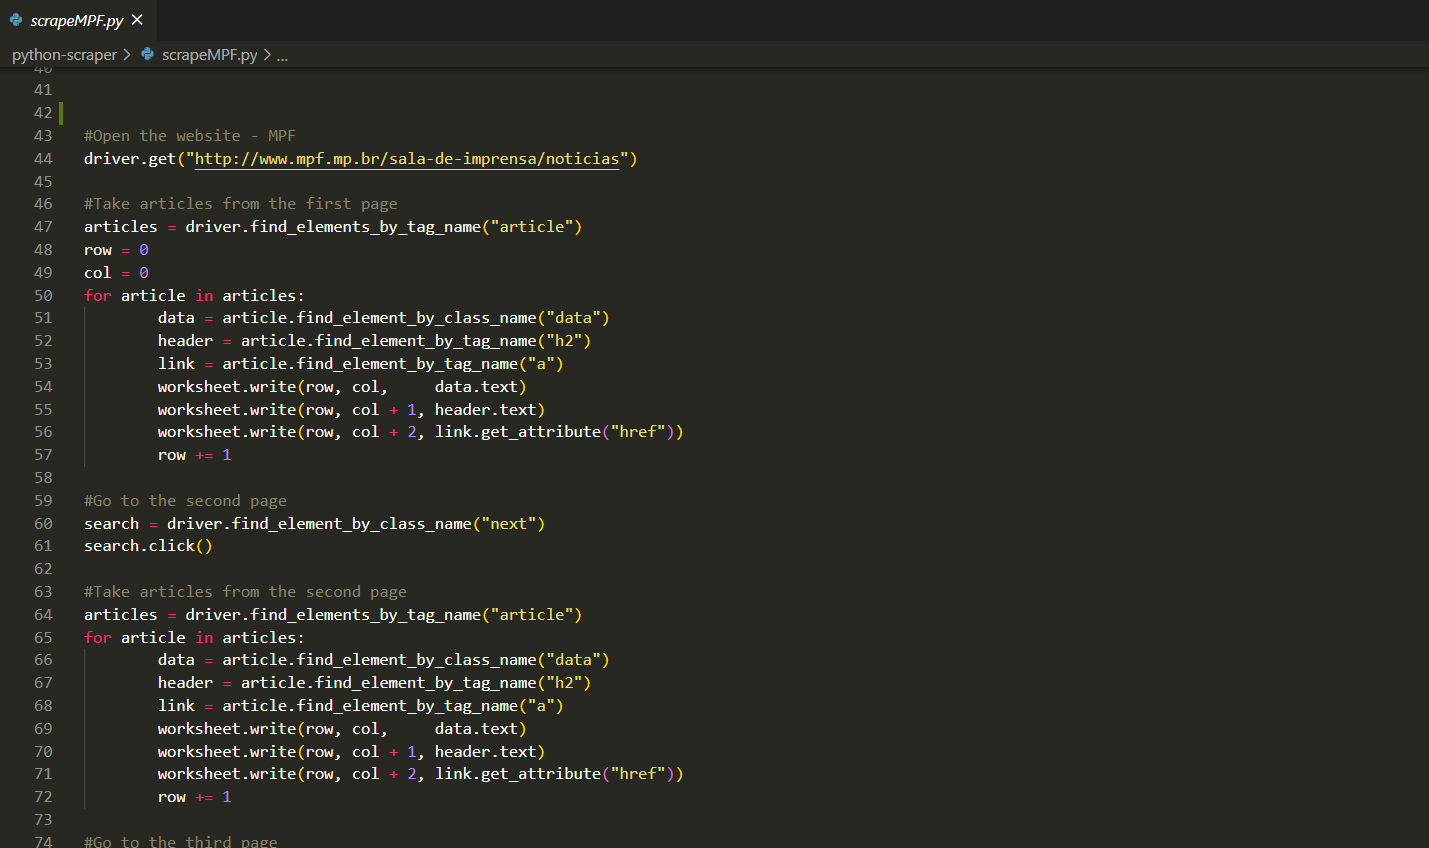 scrapeMPF.py
python-scraper > scrapeMPF.py > ...
40
41
42
43 #Open the website - MPF
44 driver.get("http://www.mpf.mp.br/sala-de-imprensa/noticias")
45
46 #Take articles from the first page
47 articles = driver.find_elements_by_tag_name("article")
48 row = 0
49 col = 0
50 for article in articles:
51         data = article.find_element_by_class_name("data")
52         header = article.find_element_by_tag_name("h2")
53         link = article.find_element_by_tag_name("a")
54         worksheet.write(row, col,     data.text)
55         worksheet.write(row, col + 1, header.text)
56         worksheet.write(row, col + 2, link.get_attribute("href"))
57         row += 1
58
59 #Go to the second page
60 search = driver.find_element_by_class_name("next")
61 search.click()
62
63 #Take articles from the second page
64 articles = driver.find_elements_by_tag_name("article")
65 for article in articles:
66         data = article.find_element_by_class_name("data")
67         header = article.find_element_by_tag_name("h2")
68         link = article.find_element_by_tag_name("a")
69         worksheet.write(row, col,     data.text)
70         worksheet.write(row, col + 1, header.text)
71         worksheet.write(row, col + 2, link.get_attribute("href"))
72         row += 1
73
74 #Go to the third page